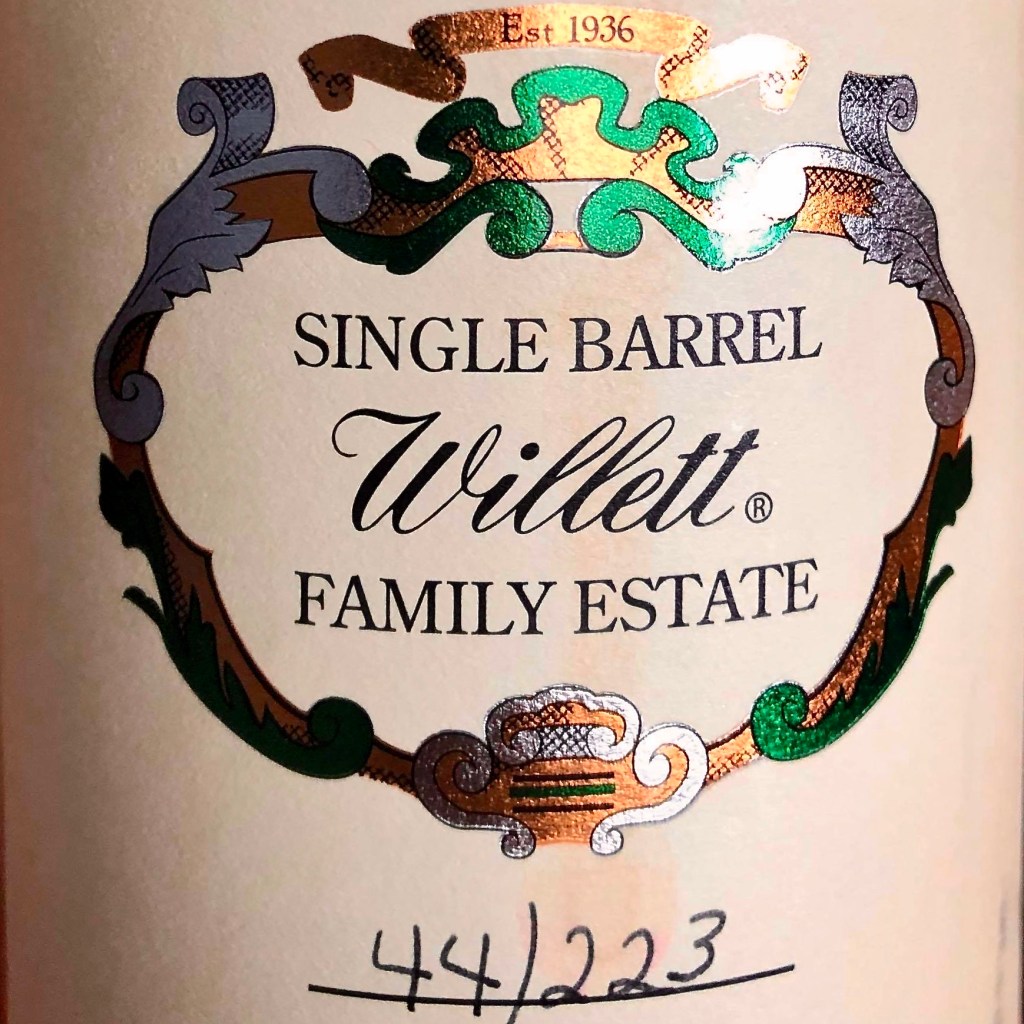 Est 1936
SINGLE BARREL
Willett®
FAMILY ESTATE
44/223